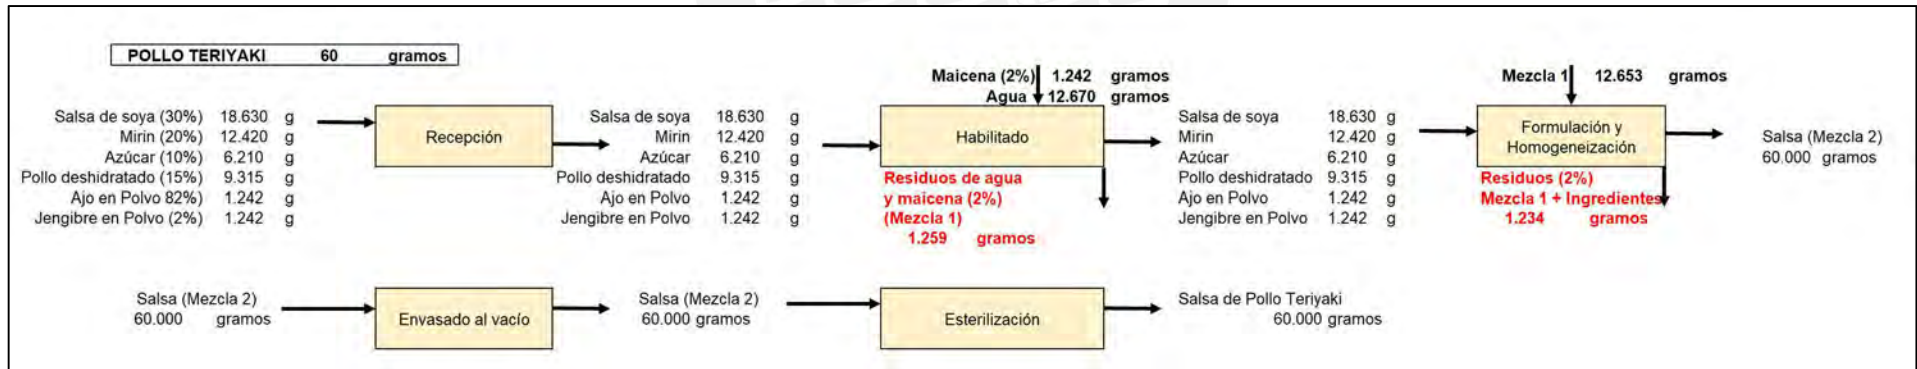 POLLO TERIYAKI 60 gramos
Salsa de soya (30%) 18.630 g
Mirin (20%) 12.420 g
Azúcar (10%) 6.210 g
Pollo deshidratado (15%) 9.315 g
Ajo en Polvo 82%) 1.242 g
Jengibre en Polvo (2%) 1.242 g
Recepción
Salsa de soya 18.630 g
Mirin 12.420 g
Azúcar 6.210 g
Pollo deshidratado 9.315 g
Ajo en Polvo 1.242 g
Jengibre en Polvo 1.242 g
Maicena (2%) 1.242 gramos
Agua 12.670 gramos
Habilitado
Residuos de agua
y maicena (2%)
(Mezcla 1)
1.259 gramos
Salsa de soya 18.630 g
Mirin 12.420 g
Azúcar 6.210 g
Pollo deshidratado 9.315 g
Ajo en Polvo 1.242 g
Jengibre en Polvo 1.242 g
Mezcla 1 12.653 gramos
Formulación y
Homogeneización
Residuos (2%)
Mezcla 1 + Ingredientes
1.234 gramos
Salsa (Mezcla 2)
60.000 gramos
Salsa (Mezcla 2)
60.000 gramos
Envasado al vacío
Salsa (Mezcla 2)
60.000 gramos
Esterilización
Salsa de Pollo Teriyaki
60.000 gramos